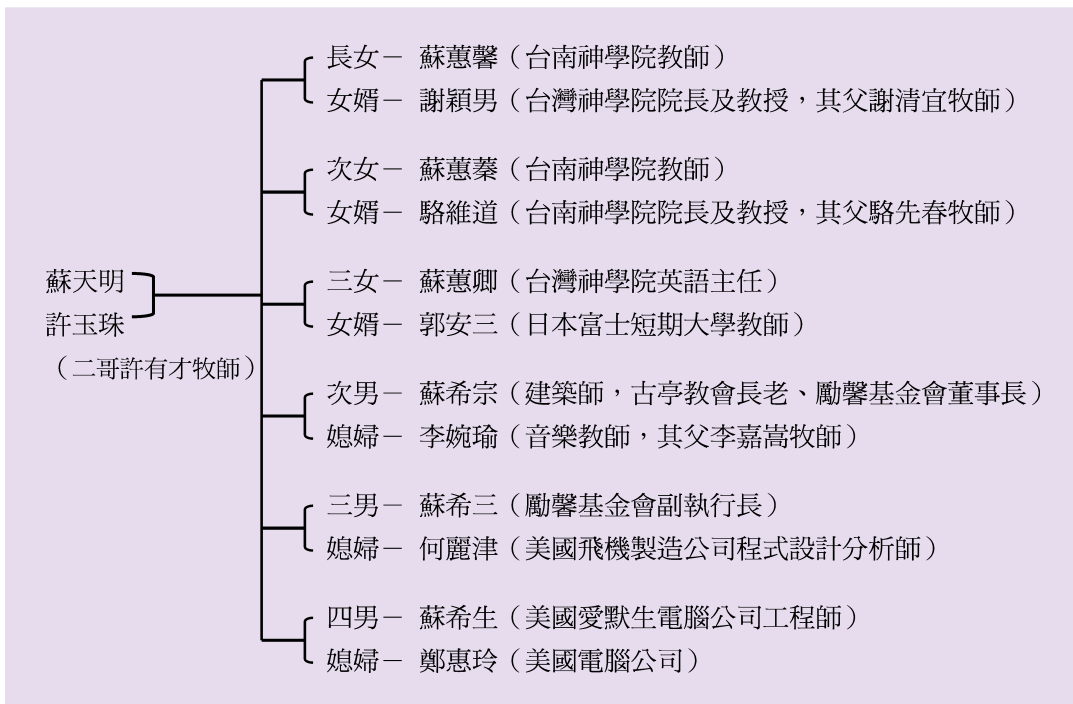 長女－ 蘇蕙馨（台南神學院教師）
女婿－ 謝穎男（台灣神學院院長及教授，其父謝清宜牧師）
次女－ 蘇蕙蓁（台南神學院教師）
女婿－ 駱維道（台南神學院院長及教授，其父駱先春牧師）
蘇天明
許玉珠
（二哥許有才牧師）
三女－ 蘇蕙卿（台灣神學院英語主任）
女婿－ 郭安三（日本富士短期大學教師）
次男－ 蘇希宗（建築師，古亭教會長老、勵馨基金會董事長）
媳婦－ 李婉瑜（音樂教師，其父李嘉嵩牧師）
三男－ 蘇希三（勵馨基金會副執行長）
媳婦－ 何麗津（美國飛機製造公司程式設計分析師）
四男－ 蘇希生（美國愛默生電腦公司工程師）
媳婦－ 鄭惠玲（美國電腦公司）